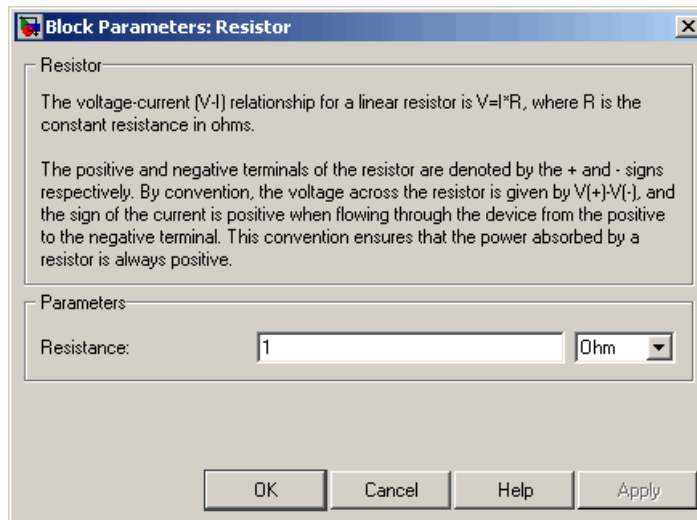 Block Parameters: Resistor
Resistor
The voltage-current (V-I) relationship for a linear resistor is V=I*R, where R is the
constant resistance in ohms.
The positive and negative terminals of the resistor are denoted by the + and - signs
respectively. By convention, the voltage across the resistor is given by V(+)-V(-), and
the sign of the current is positive when flowing through the device from the positive
to the negative terminal. This convention ensures that the power absorbed by a
resistor is always positive.
Parameters
Resistance: 1 Ohm
OK Cancel Help Apply